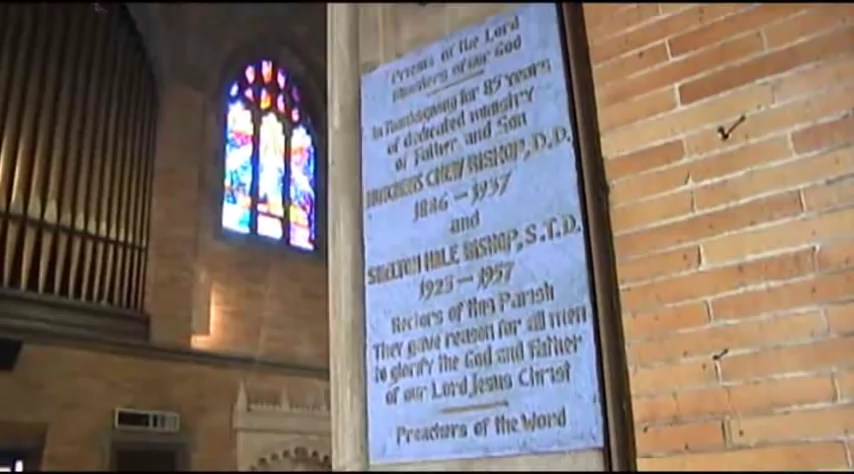 Priests of the Lord
Ministers of our God
In Thanksgiving for 85 Years
of dedicated ministry
of Father and Son
HUTCHENS CHEW BISHOP, D.D.
1886 – 1937
and
SHELTON HALE BISHOP, S.T.D.
1925 – 1957
Rectors of this Parish
They gave reason for all men
to glorify the God and Father
of our Lord, Jesus Christ
Preachers of the Word